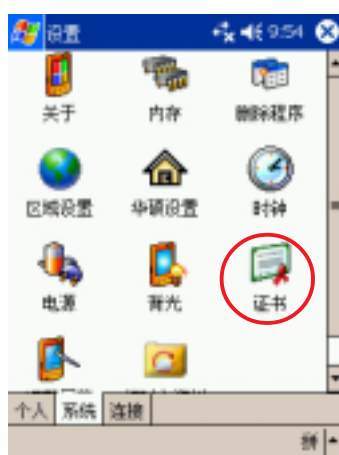 设置 9:54
关于 内存 删除程序
区域设置 华硕设置 时钟
电源 背光 证书
个人 系统 连接
拼